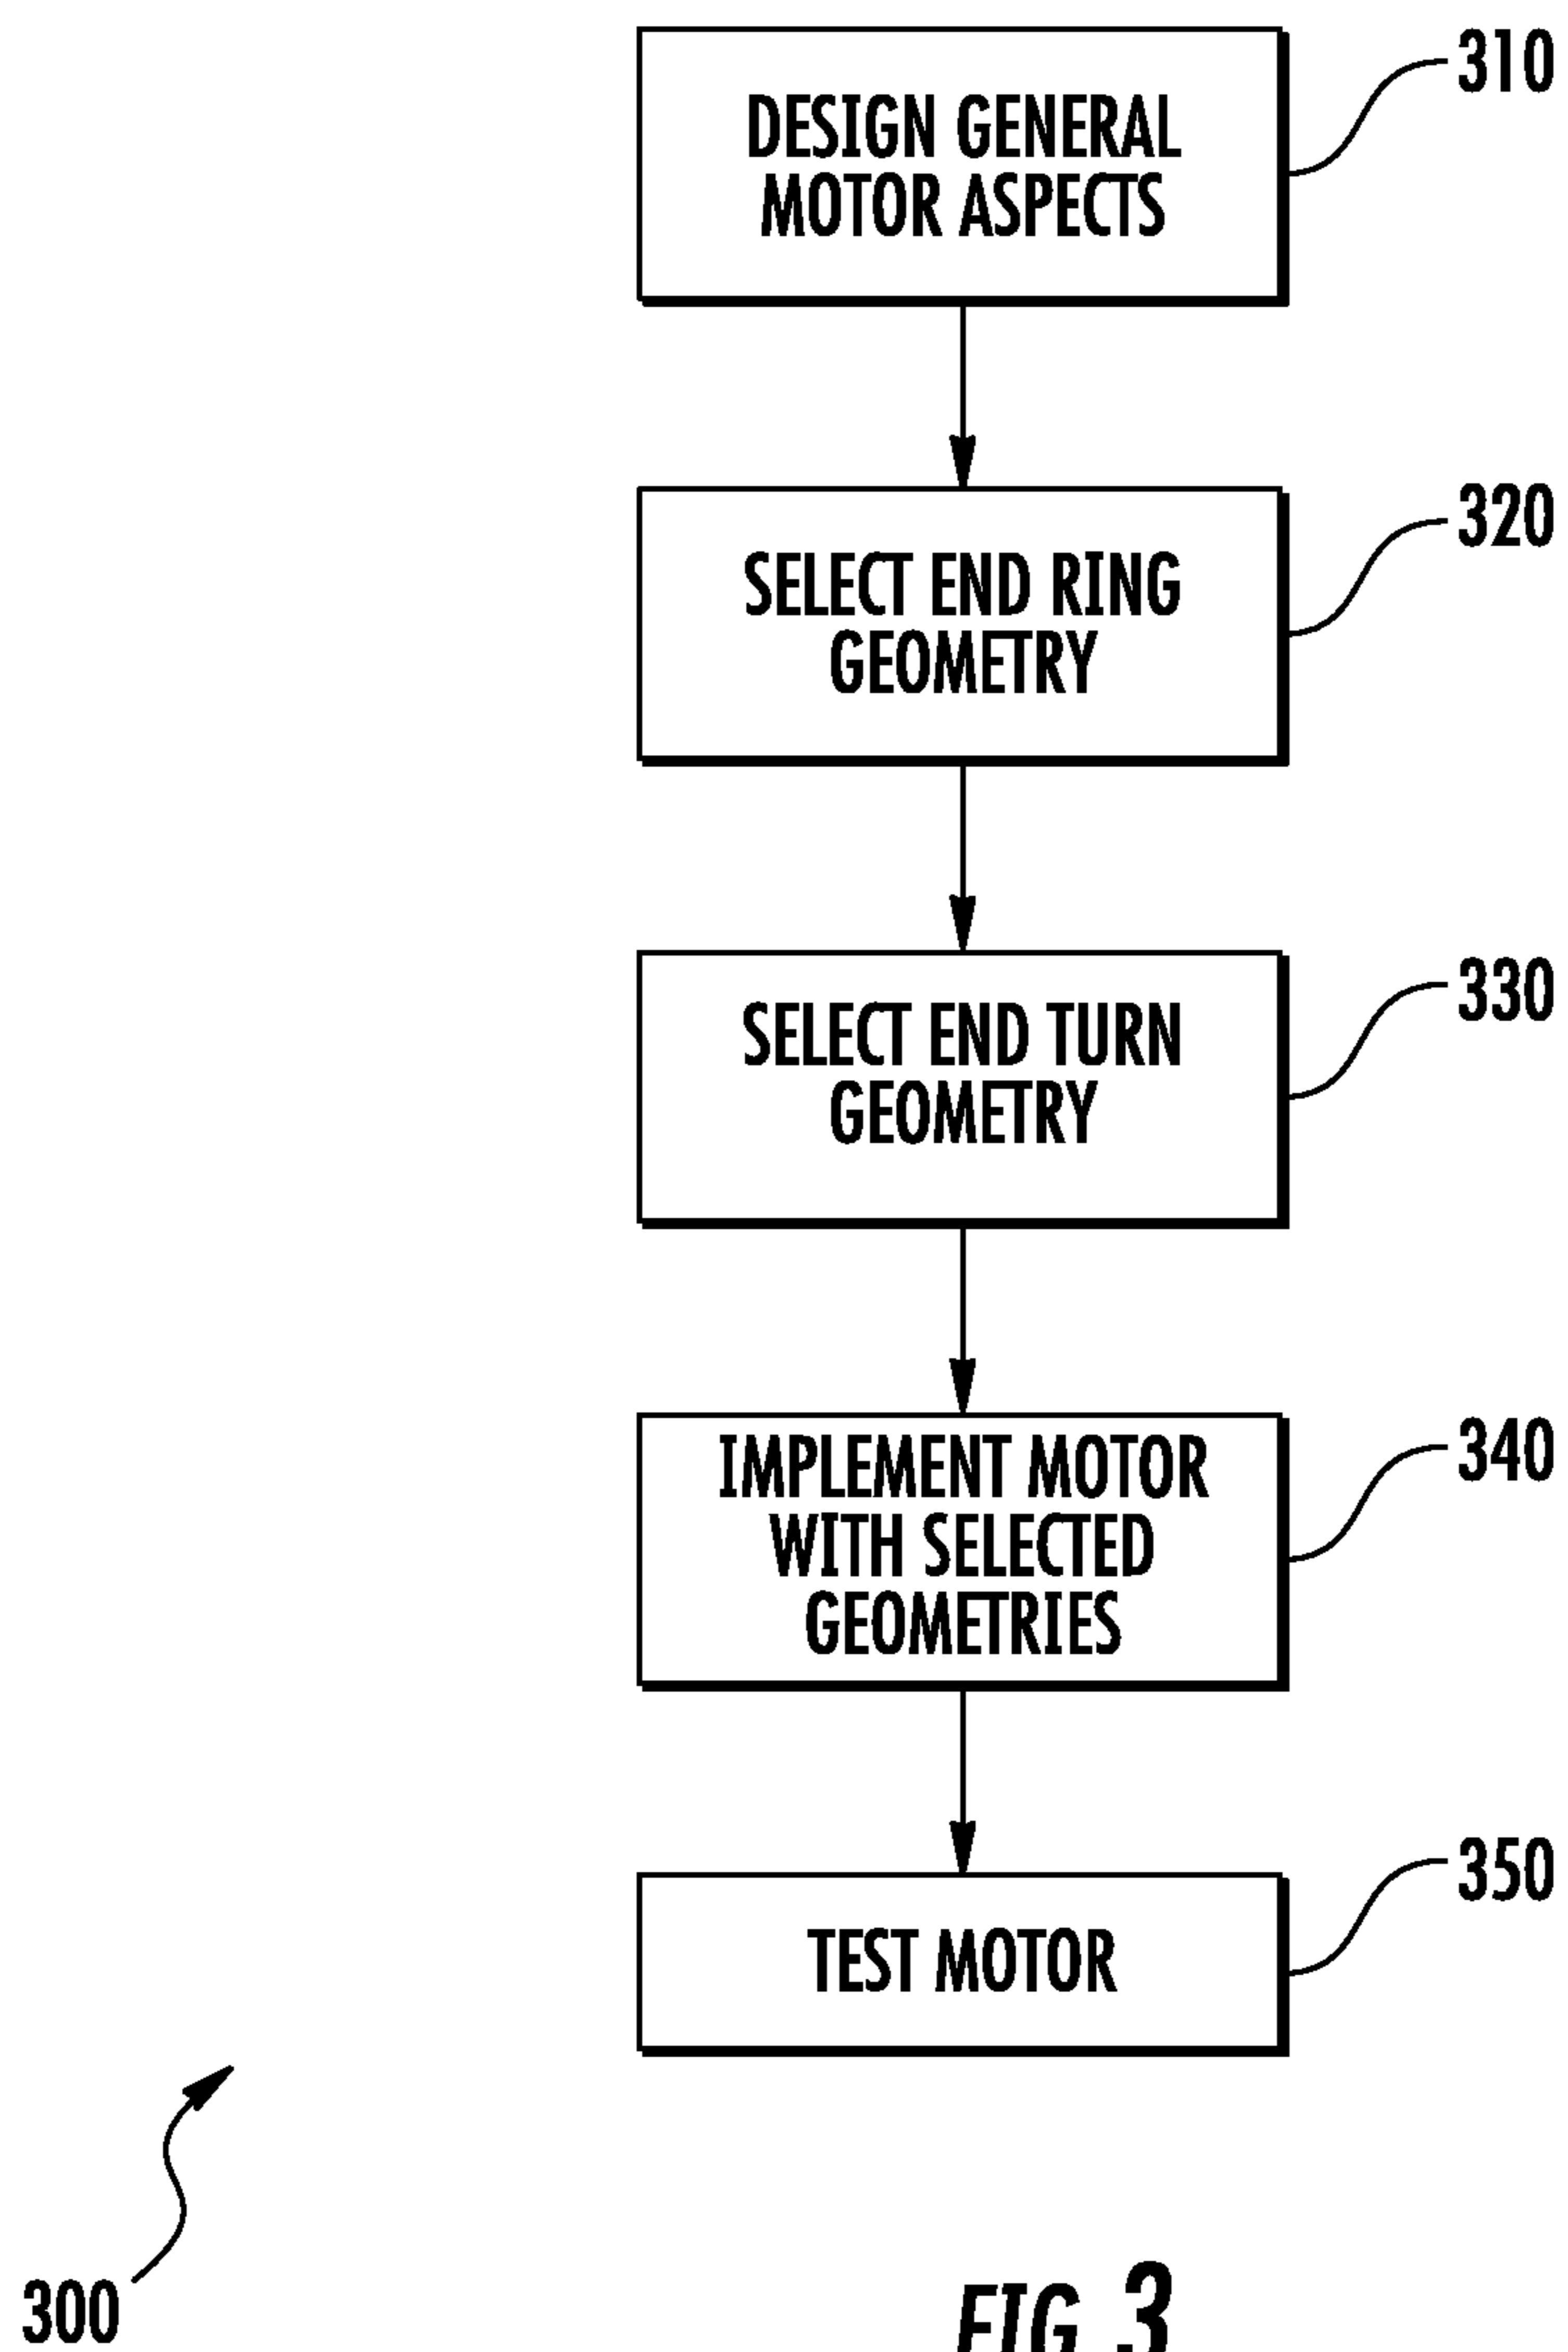 DESIGN GENERAL
MOTOR ASPECTS
310
SELECT END RING
GEOMETRY
320
SELECT END TURN
GEOMETRY
330
IMPLEMENT MOTOR
WITH SELECTED
GEOMETRIES
340
TEST MOTOR
350
300
FIG 3